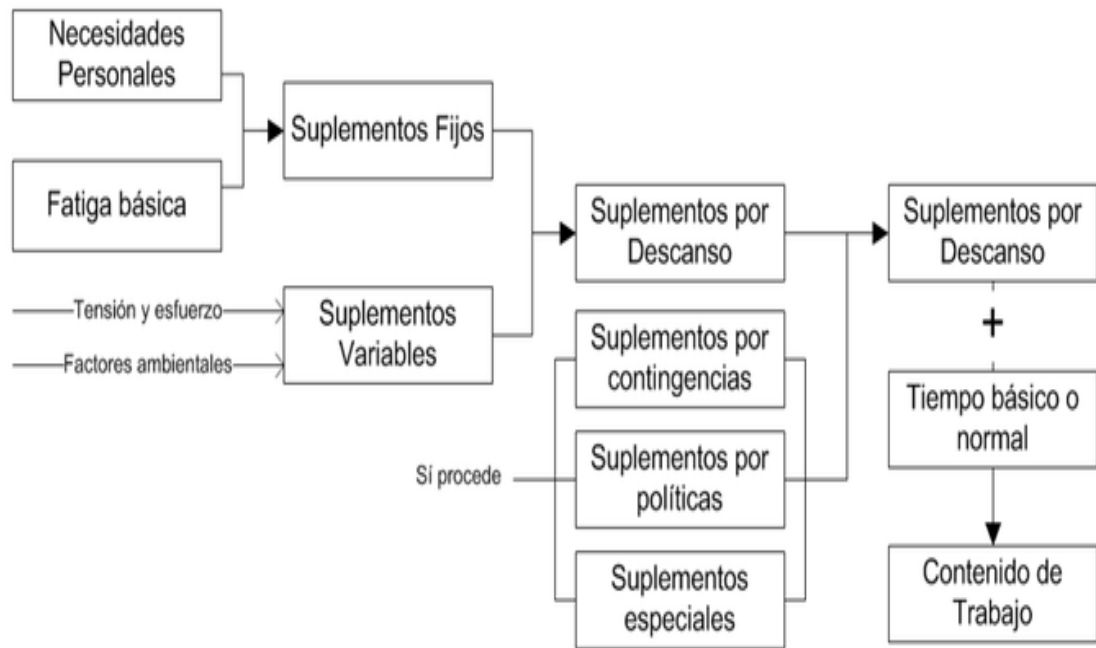 Necesidades
Personales
Fatiga básica
Suplementos Fijos
Tensión y esfuerzo
Factores ambientales
Suplementos
Variables
Suplementos por
Descanso
Suplementos por
contingencias
Sí procede
Suplementos por
políticas
Suplementos
especiales
Suplementos por
Descanso
+
Tiempo básico o
normal
Contenido de
Trabajo